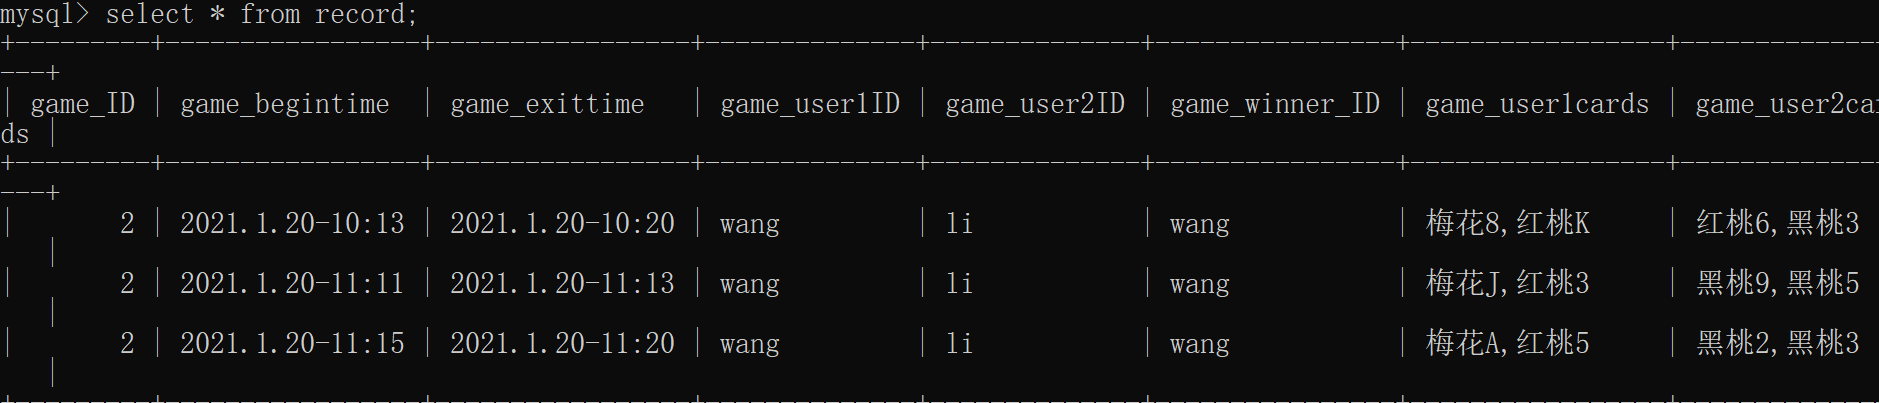 mysql> select * from record;
+---------+-----------------+-----------------+--------------+--------------+----------------+-----------------+-------------
---+
| game_ID | game_begintime  | game_exittime   | game_user1ID | game_user2ID | game_winner_ID | game_user1cards | game_user2car
ds |
+---------+-----------------+-----------------+--------------+--------------+----------------+-----------------+-------------
---+
|       2 | 2021.1.20-10:13 | 2021.1.20-10:20 | wang         | li           | wang           | 梅花8,红桃K     | 红桃6,黑桃3
   |
|       2 | 2021.1.20-11:11 | 2021.1.20-11:13 | wang         | li           | wang           | 梅花J,红桃3     | 黑桃9,黑桃5
   |
|       2 | 2021.1.20-11:15 | 2021.1.20-11:20 | wang         | li           | wang           | 梅花A,红桃5     | 黑桃2,黑桃3
   |
+---------+-----------------+-----------------+--------------+--------------+----------------+-----------------+-------------